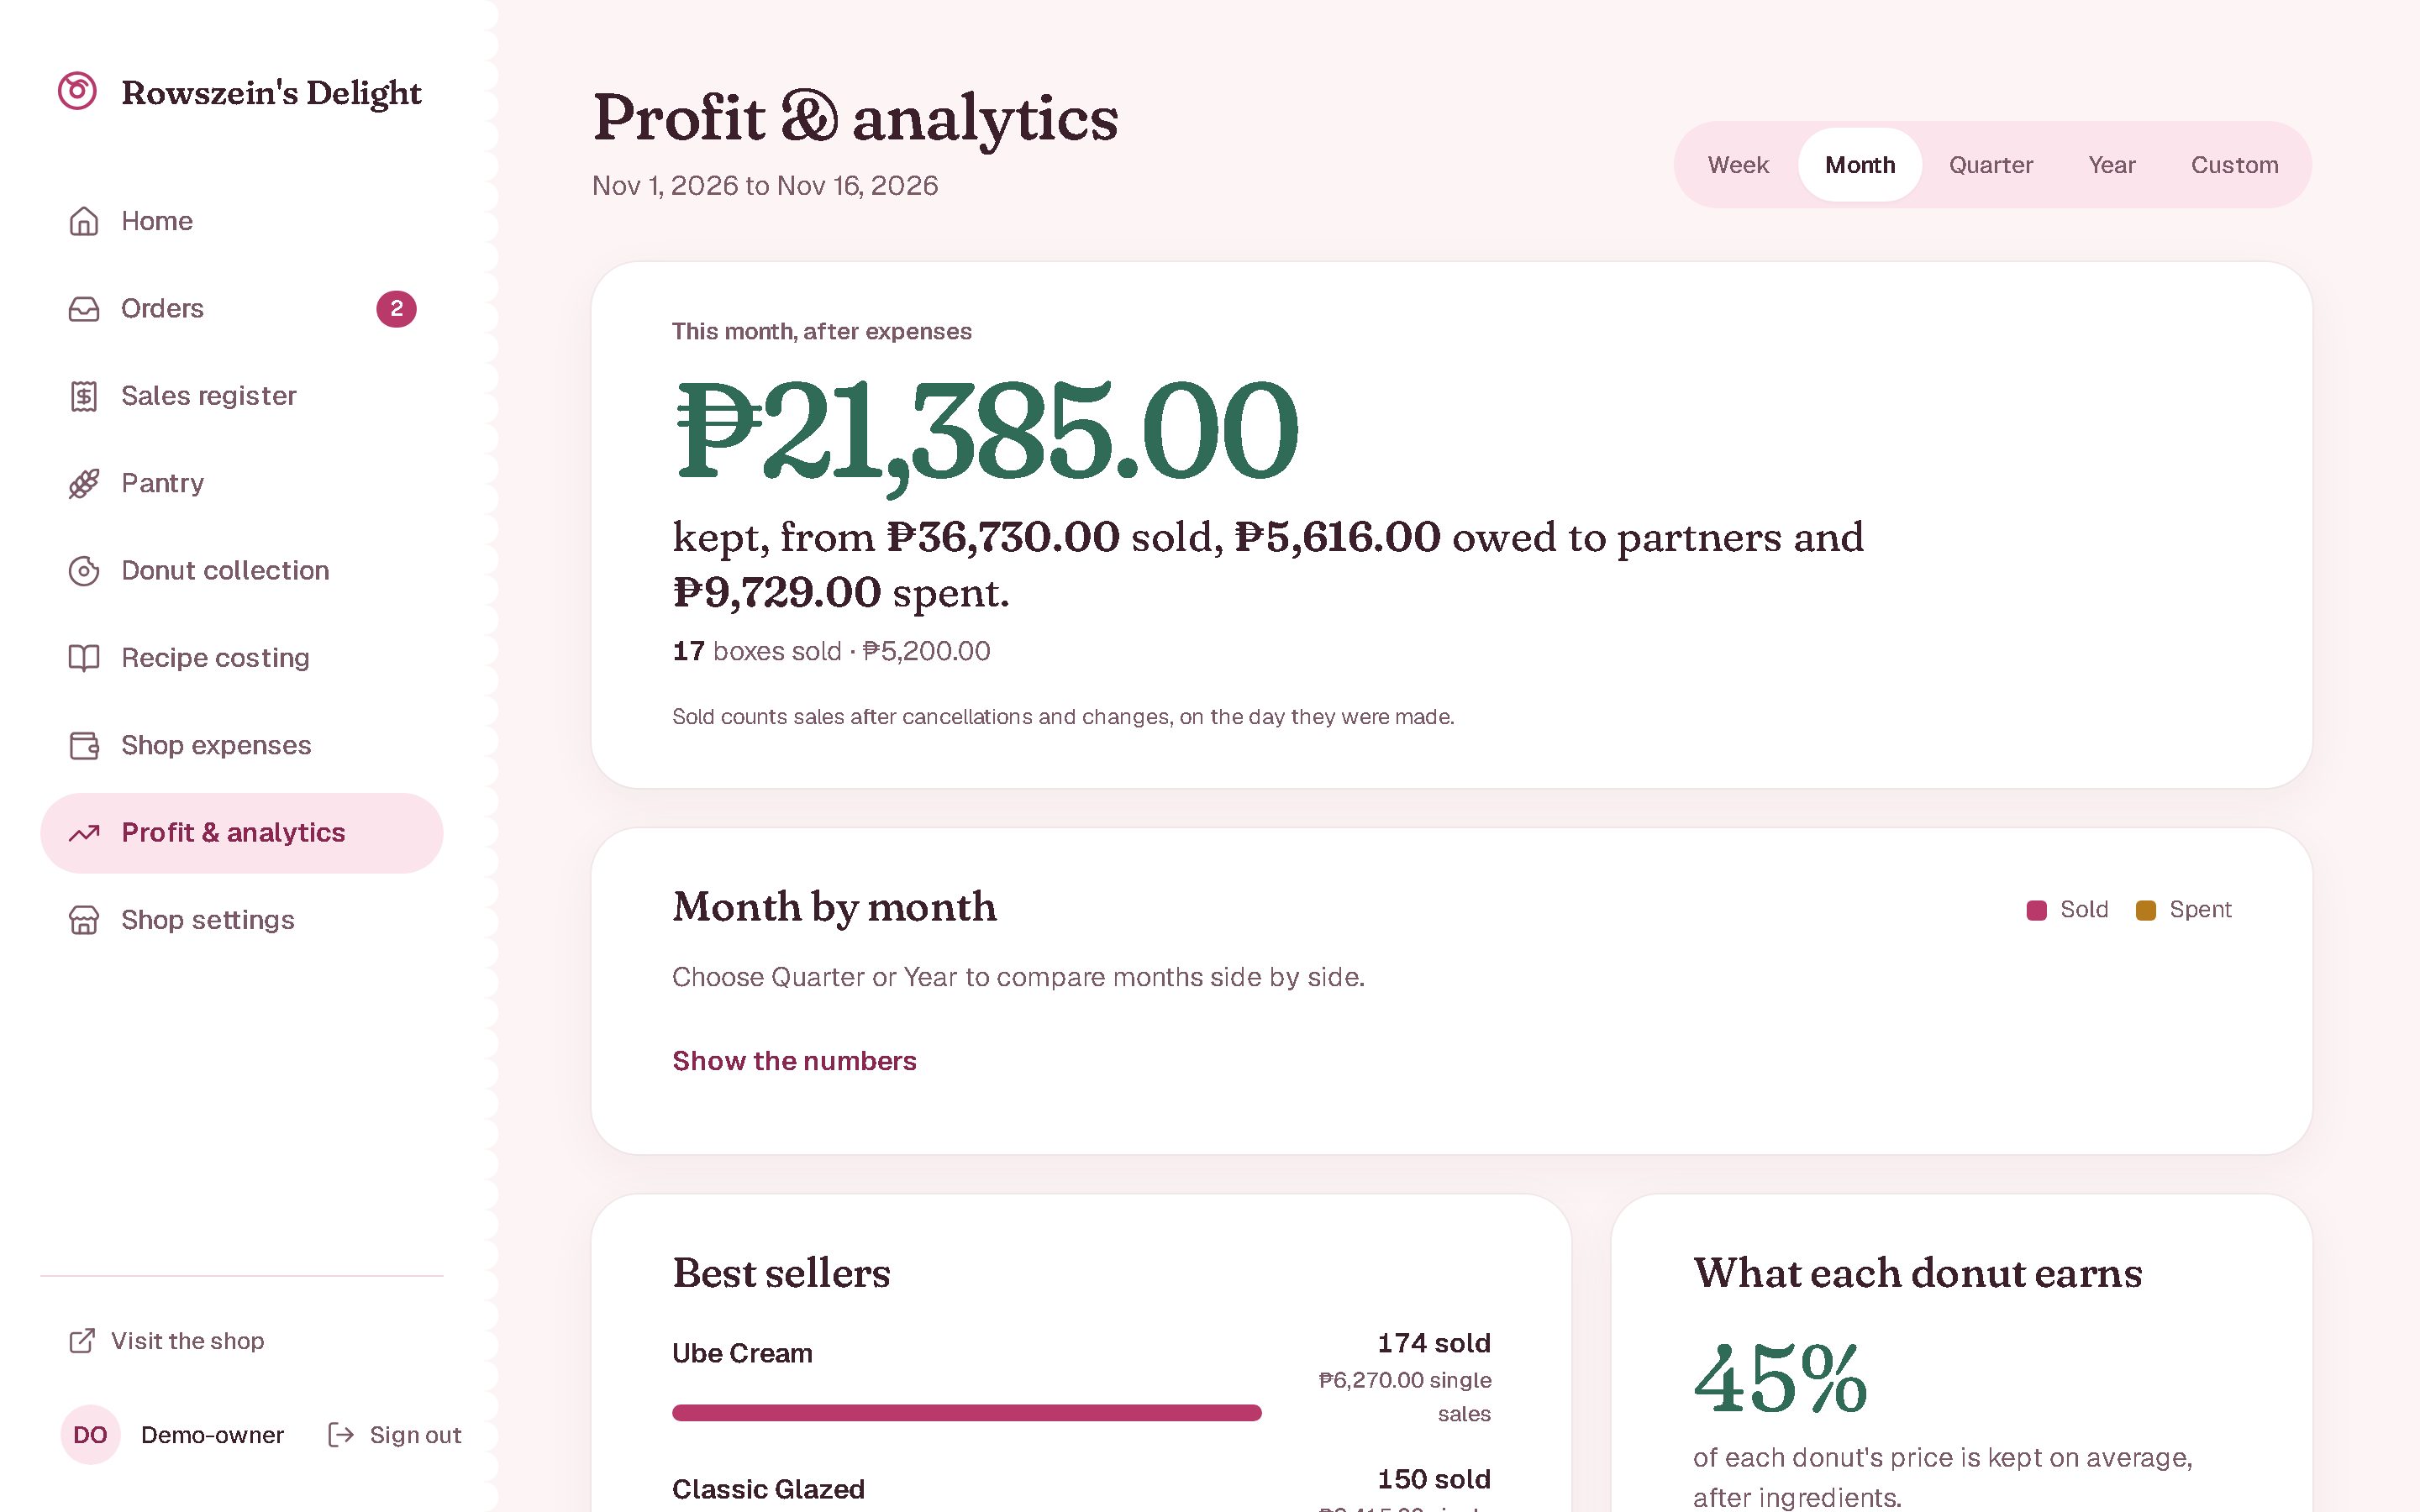 Rowszein's Delight
Home
Orders
2
Sales register
Pantry
Donut collection
Recipe costing
Shop expenses
Profit & analytics
Shop settings
Visit the shop
DO
Demo-owner
Sign out
Profit & analytics
Nov 1, 2026 to Nov 16, 2026
Week
Month
Quarter
Year
Custom
This month, after expenses
₱21,385.00
kept, from ₱36,730.00 sold, ₱5,616.00 owed to partners and
₱9,729.00 spent.
17 boxes sold · ₱5,200.00
Sold counts sales after cancellations and changes, on the day they were made.
Month by month
Sold
Spent
Choose Quarter or Year to compare months side by side.
Show the numbers
Best sellers
Ube Cream
174 sold
₱6,270.00 single
sales
Classic Glazed
150 sold
What each donut earns
45%
of each donut's price is kept on average,
after ingredients.